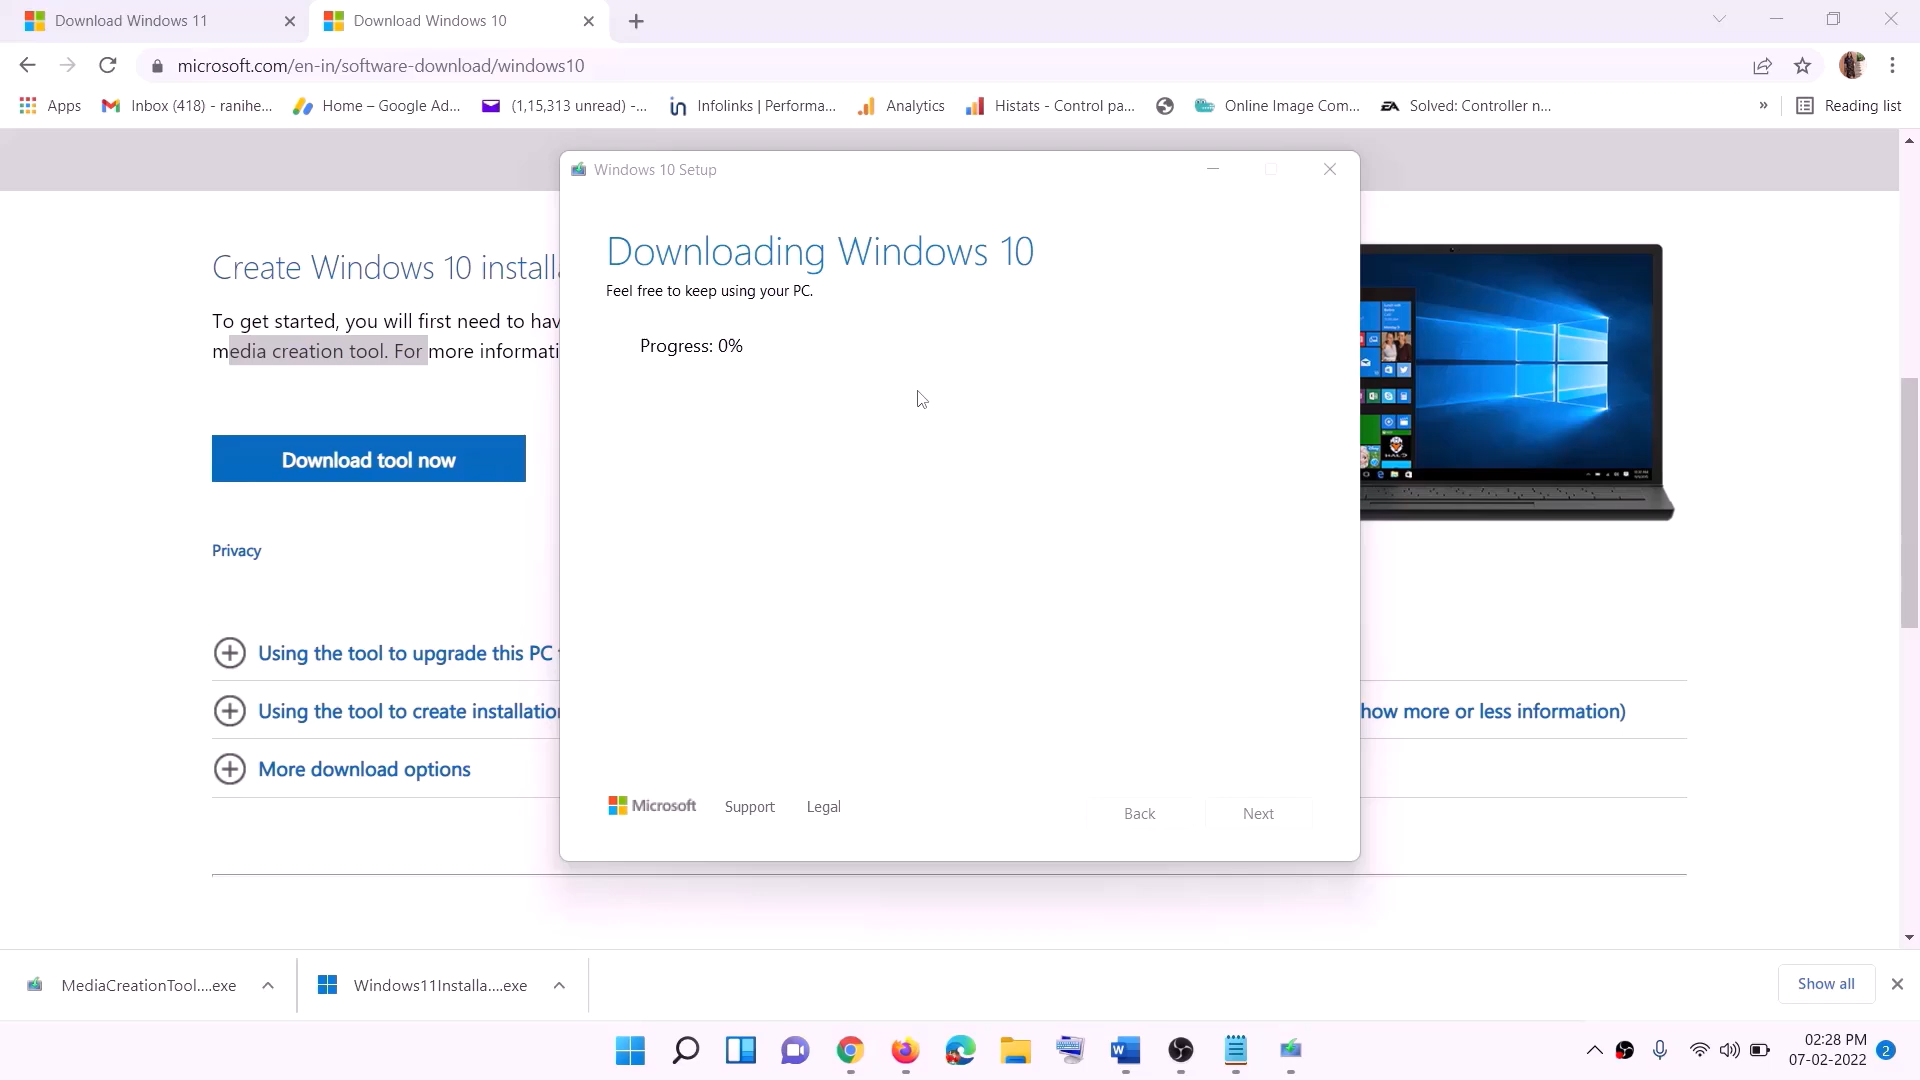 Download Windows 11
Download Windows 10
microsoft.com/en-in/software-download/windows10
Apps
Inbox (418) - ranihe...
Home – Google Ad...
(1,15,313 unread) -...
Infolinks | Performa...
Analytics
Histats - Control pa...
Online Image Com...
Solved: Controller n...
»
Reading list
Windows 10 Setup
Downloading Windows 10
Feel free to keep using your PC.
Progress: 0%
Create Windows 10 install
To get started, you will first need to hav
media creation tool. For more informati
Download tool now
Privacy
Using the tool to upgrade this PC
Using the tool to create installation
how more or less information)
More download options
Microsoft
Support
Legal
Back
Next
MediaCreationTool....exe
Windows11Installa....exe
Show all
02:28 PM
07-02-2022
2